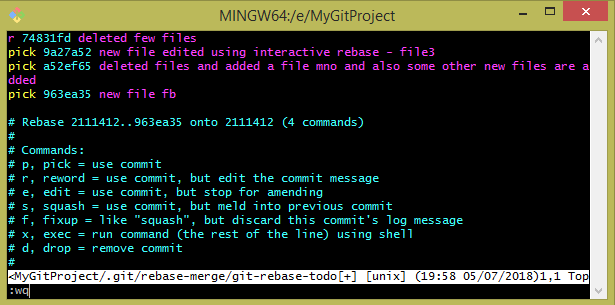 MINGW64:/e/MyGitProject
r 74831fd deleted few files
pick 9a27a52 new file edited using interactive rebase - file3
pick a52ef65 deleted files and added a file mno and also some other new files are a
dded
pick 963ea35 new file fb
# Rebase 2111412..963ea35 onto 2111412 (4 commands)
#
# Commands:
# p, pick = use commit
# r, reword = use commit, but edit the commit message
# e, edit = use commit, but stop for amending
# s, squash = use commit, but meld into previous commit
# f, fixup = like "squash", but discard this commit's log message
# x, exec = run command (the rest of the line) using shell
# d, drop = remove commit
#
<MyGitProject/.git/rebase-merge/git-rebase-todo[+] [unix] (19:58 05/07/2018)1,1 Top
:wq